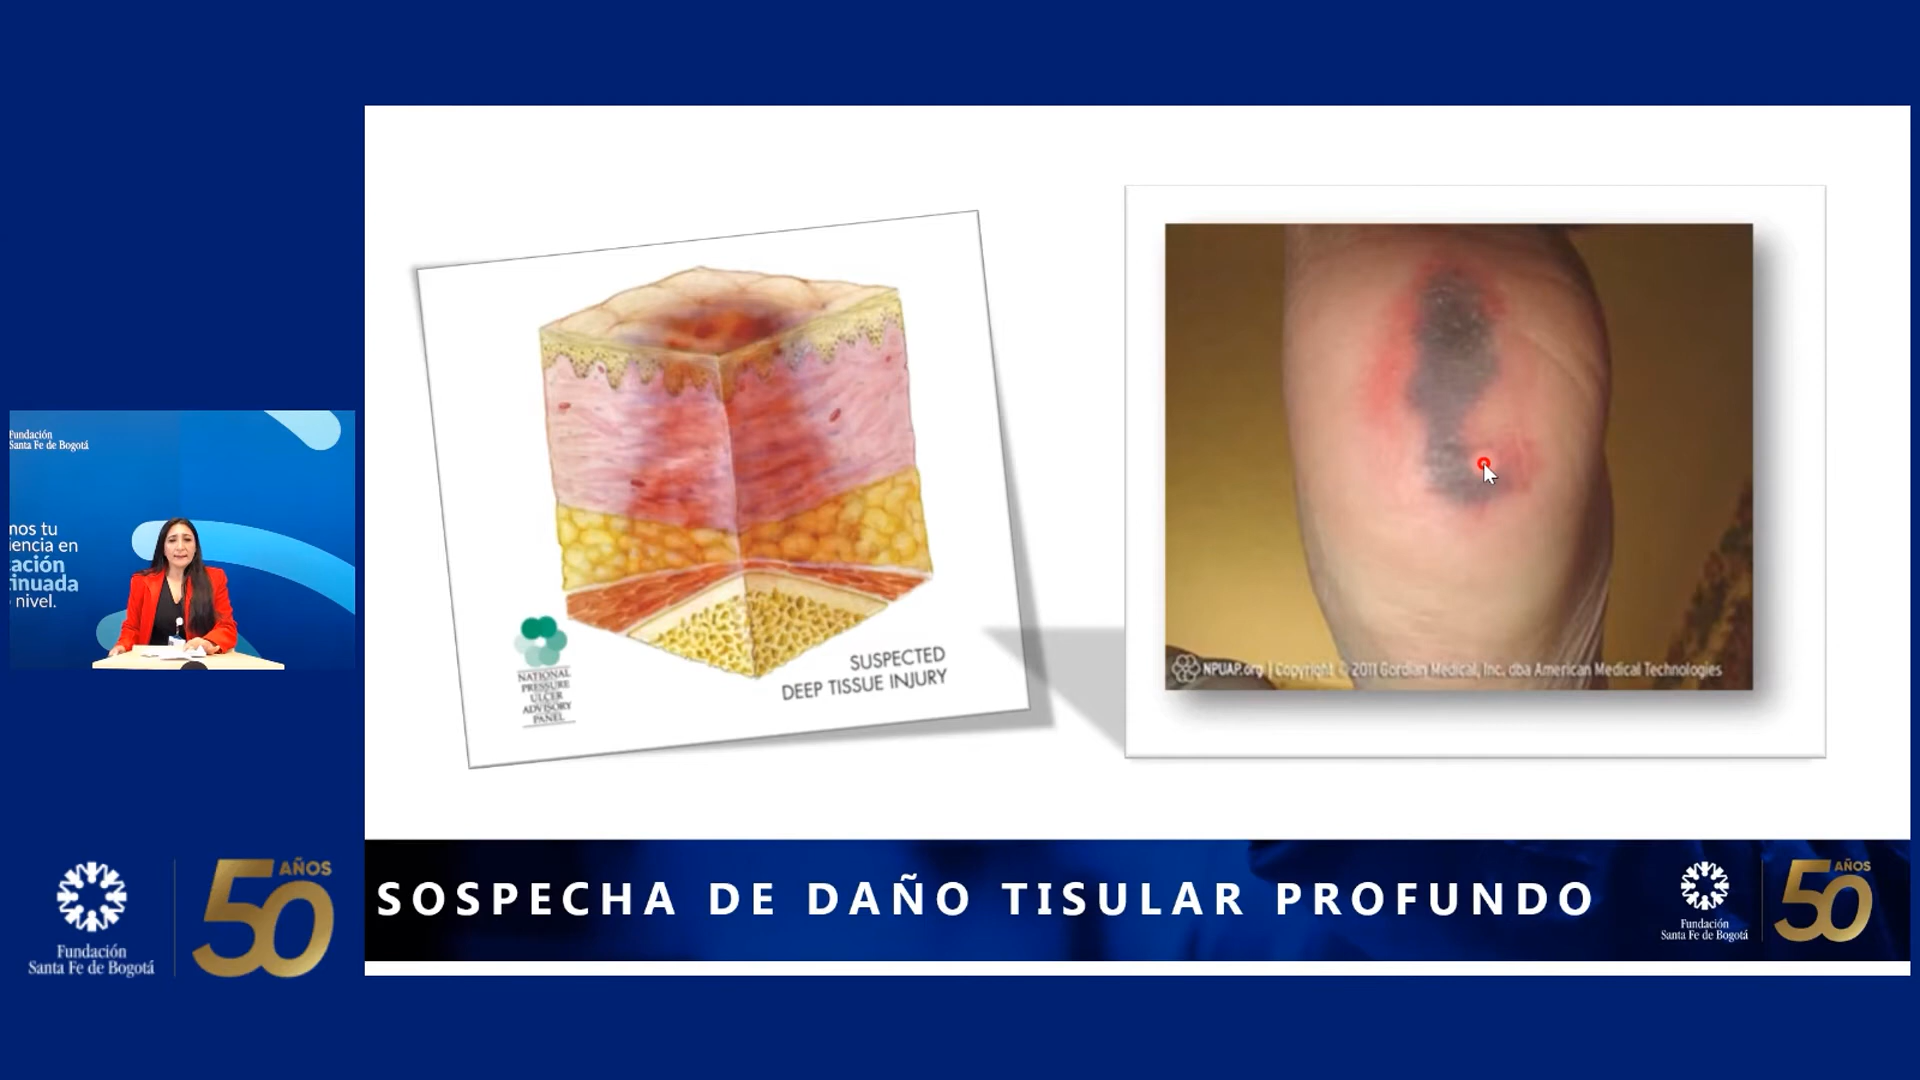 Fundación
Santa Fe de Bogotá
mos tu
iencia en
ación
tinuada
nivel.
AÑOS
50
Fundación
Santa Fe de Bogotá
NATIONAL
PRESSURE
ULCER
ADVISORY
PANEL
SUSPECTED
DEEP TISSUE INJURY
NPUAP.org | Copyright © 2011 Gordian Medical, Inc. dba American Medical Technologies
SOSPECHA DE DAÑO TISULAR PROFUNDO
Fundación
Santa Fe de Bogotá
AÑOS
50